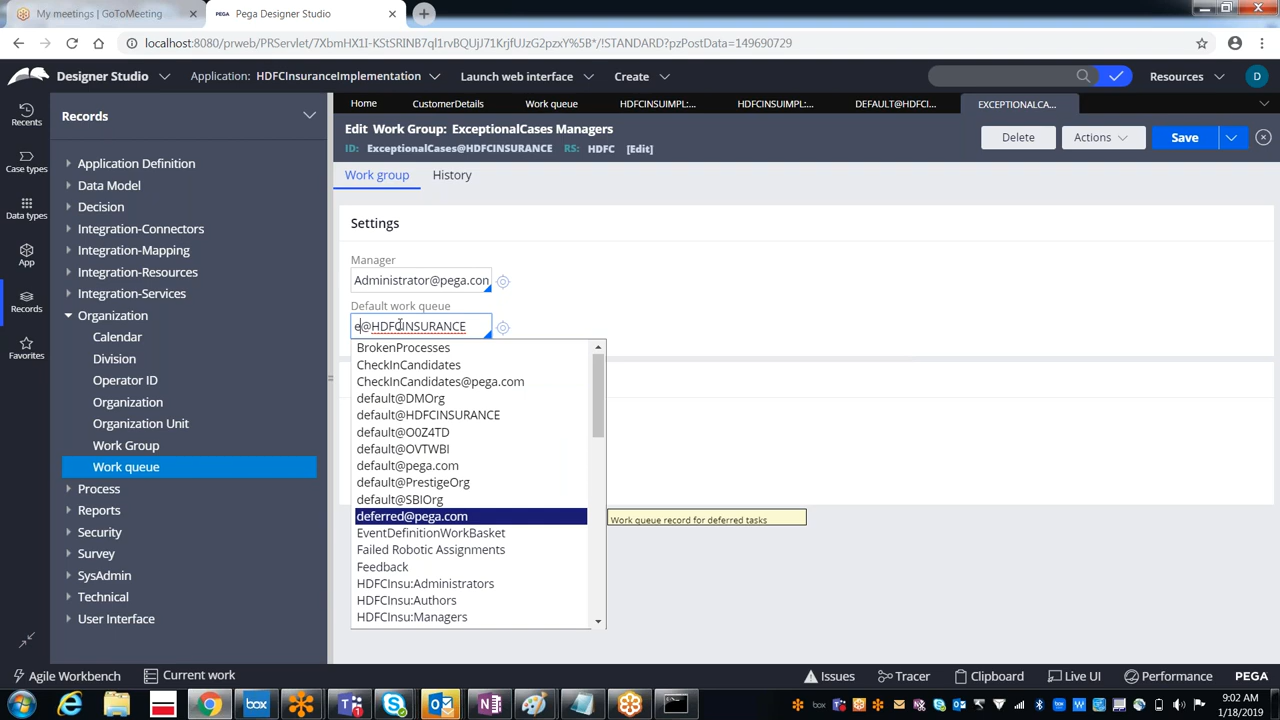 My meetings | GoToMeeting
PEGA Pega Designer Studio
localhost:8080/prweb/PRServlet/7XbmHX1I-KStSRINB7ql1rvBQUjJ71KrjfUJzG2pzxY%5B*/!STANDARD?pzPostData=149690729
Designer Studio
Application: HDFCInsuranceImplementation
Launch web interface
Create
Resources
D
Recents
Case types
Data types
App
Records
Favorites
Records
Application Definition
Data Model
Decision
Integration-Connectors
Integration-Mapping
Integration-Resources
Integration-Services
Organization
Calendar
Division
Operator ID
Organization
Organization Unit
Work Group
Work queue
Process
Reports
Security
Survey
SysAdmin
Technical
User Interface
Home
CustomerDetails
Work queue
HDFCINSUIMPL:...
HDFCINSUIMPL:...
DEFAULT@HDFCI...
EXCEPTIONALCA...
Edit Work Group: ExceptionalCases Managers
ID: ExceptionalCases@HDFCINSURANCE RS: HDFC [Edit]
Delete
Actions
Save
Work group
History
Settings
Manager
Administrator@pega.con
Default work queue
e@HDFCINSURANCE
BrokenProcesses
CheckInCandidates
CheckInCandidates@pega.com
default@DMOrg
default@HDFCINSURANCE
default@O0Z4TD
default@OVTWBI
default@pega.com
default@PrestigeOrg
default@SBIOrg
deferred@pega.com
Work queue record for deferred tasks
EventDefinitionWorkBasket
Failed Robotic Assignments
Feedback
HDFCInsu:Administrators
HDFCInsu:Authors
HDFCInsu:Managers
Agile Workbench
Current work
Issues
Tracer
Clipboard
Live UI
Performance
PEGA
box
9:02 AM
1/18/2019